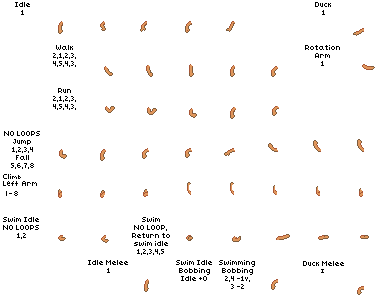 Idle
1
Duck
1
Walk
2,1,2,3,
4,5,4,3,
Rotation
Arm
1
Run
2,1,2,3,
4,5,4,3,
NO LOOPS
Jump
1,2,3,4
Fall
5,6,7,8
Climb
Left Arm
1-8
Swim Idle
NO LOOPS
1,2
Swim
NO LOOP,
Return to
swim idle
1,2,3,4,5
Swim Idle
Bobbing
Idle +0
Swimming
Bobbing
2,4 -1v,
3 -2
Idle Melee
1
Duck Melee
1